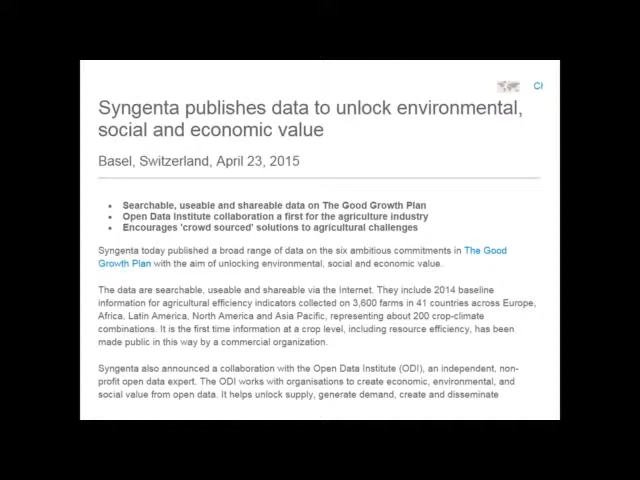 Cl
Syngenta publishes data to unlock environmental,
social and economic value
Basel, Switzerland, April 23, 2015
• Searchable, useable and shareable data on The Good Growth Plan
• Open Data Institute collaboration a first for the agriculture industry
• Encourages 'crowd sourced' solutions to agricultural challenges
Syngenta today published a broad range of data on the six ambitious commitments in The Good
Growth Plan with the aim of unlocking environmental, social and economic value.
The data are searchable, useable and shareable via the Internet. They include 2014 baseline
information for agricultural efficiency indicators collected on 3,600 farms in 41 countries across Europe,
Africa, Latin America, North America and Asia Pacific, representing about 200 crop-climate
combinations. It is the first time information at a crop level, including resource efficiency, has been
made public in this way by a commercial organization.
Syngenta also announced a collaboration with the Open Data Institute (ODI), an independent, non-
profit open data expert. The ODI works with organisations to create economic, environmental, and
social value from open data. It helps unlock supply, generate demand, create and disseminate